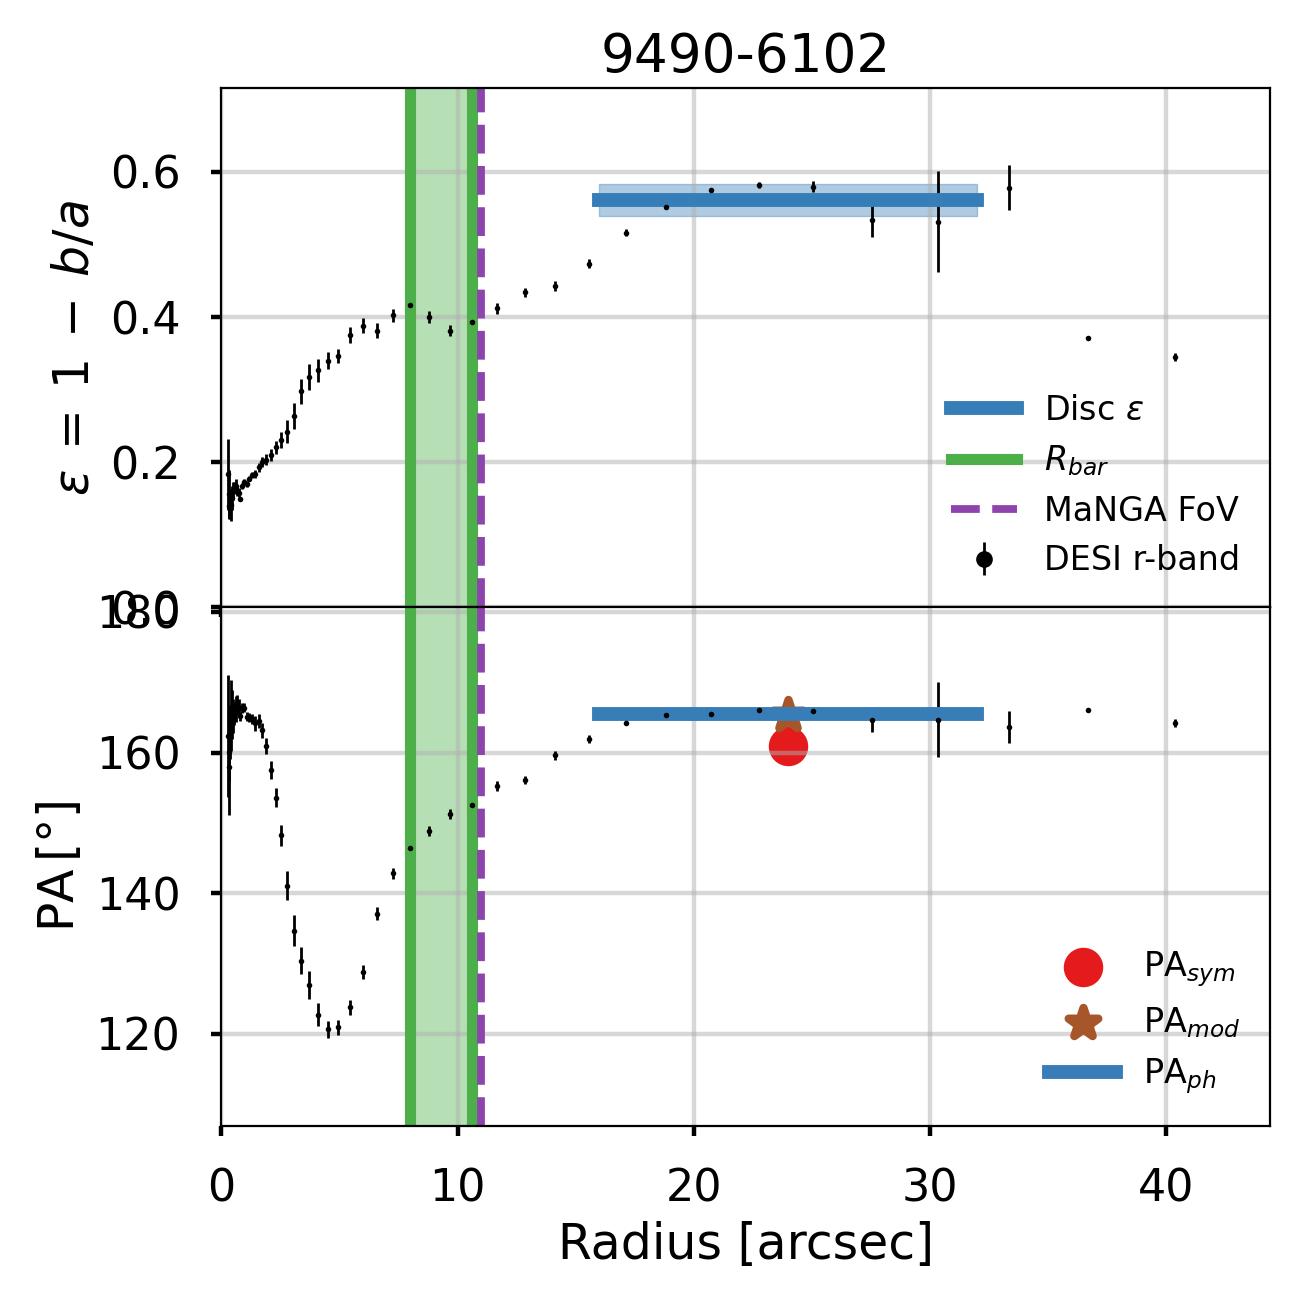 9490-6102
ε = 1 − b/a
0.6
0.4
0.2
0.0
Disc ε
R_bar
MaNGA FoV
DESI r-band
PA [°]
180
160
140
120
PA_sym
PA_mod
PA_ph
0 10 20 30 40
Radius [arcsec]